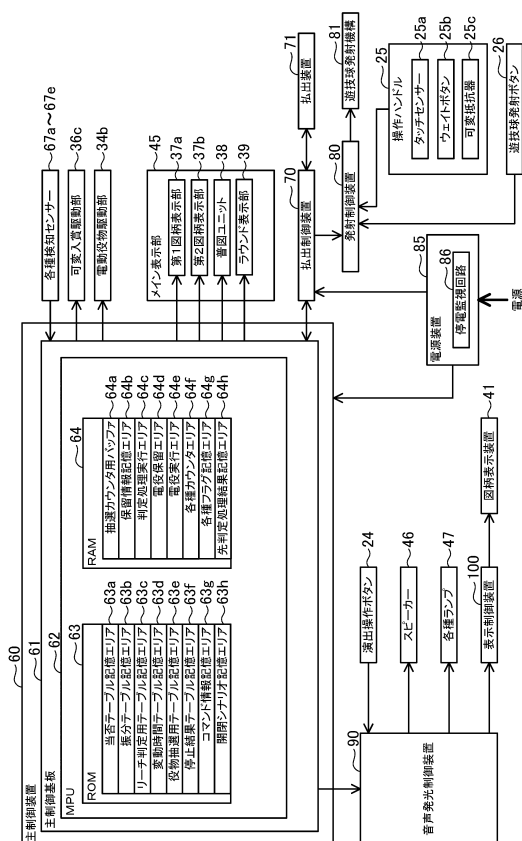 主制御装置
60
主制御基板
61
MPU
62
ROM
63
当否テーブル記憶エリア
63a
振分テーブル記憶エリア
63b
リーチ判定用テーブル記憶エリア
63c
変動時間テーブル記憶エリア
63d
役物抽選用テーブル記憶エリア
63e
停止結果テーブル記憶エリア
63f
コマンド情報記憶エリア
63g
開閉シナリオ記憶エリア
63h
RAM
64
抽選カウンタ用バッファ
64a
保留情報記憶エリア
64b
判定処理実行エリア
64c
電役保留エリア
64d
電役実行エリア
64e
各種カウンタエリア
64f
各種フラグ記憶エリア
64g
先判定処理結果記憶エリア
64h
各種検知センサー
67a～67e
可変入賞駆動部
36c
電動役物駆動部
34b
メイン表示部
45
第1図柄表示部
37a
第2図柄表示部
37b
普図ユニット
38
ラウンド表示部
39
払出制御装置
70
払出装置
71
発射制御装置
80
遊技球発射機構
81
操作ハンドル
25
タッチセンサー
25a
ウェイトボタン
25b
可変抵抗器
25c
遊技球発射ボタン
26
電源装置
85
停電監視回路
86
電源
音声発光制御装置
90
演出操作ボタン
24
スピーカー
46
各種ランプ
47
表示制御装置
100
図柄表示装置
41